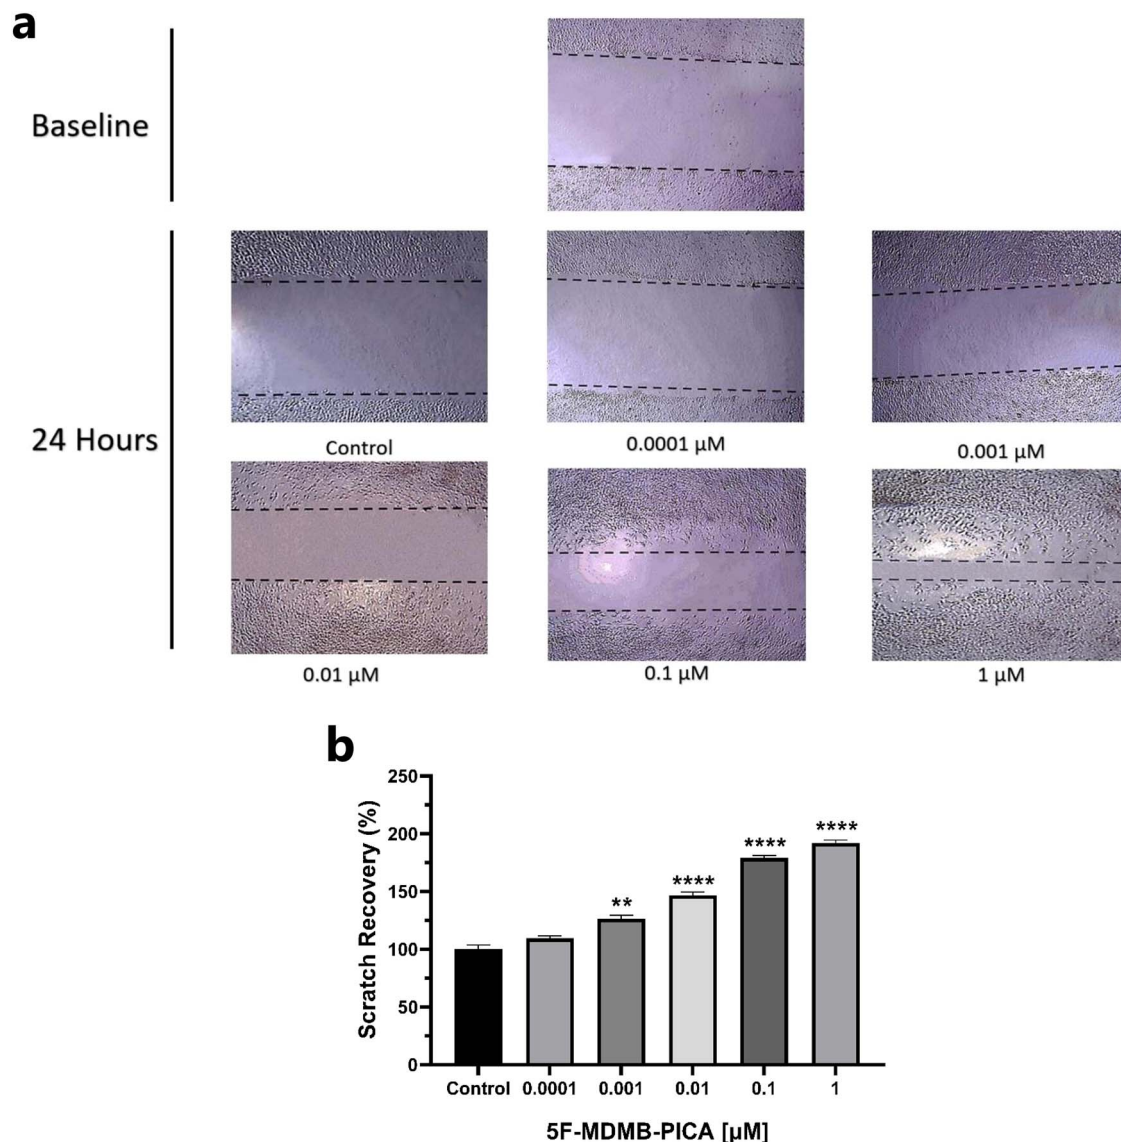 a
Baseline
24 Hours
Control
0.0001 µM
0.001 µM
0.01 µM
0.1 µM
1 µM
b
Scratch Recovery (%)
250
200
150
100
50
0
**
****
****
****
Control
0.0001
0.001
0.01
0.1
1
5F-MDMB-PICA [µM]